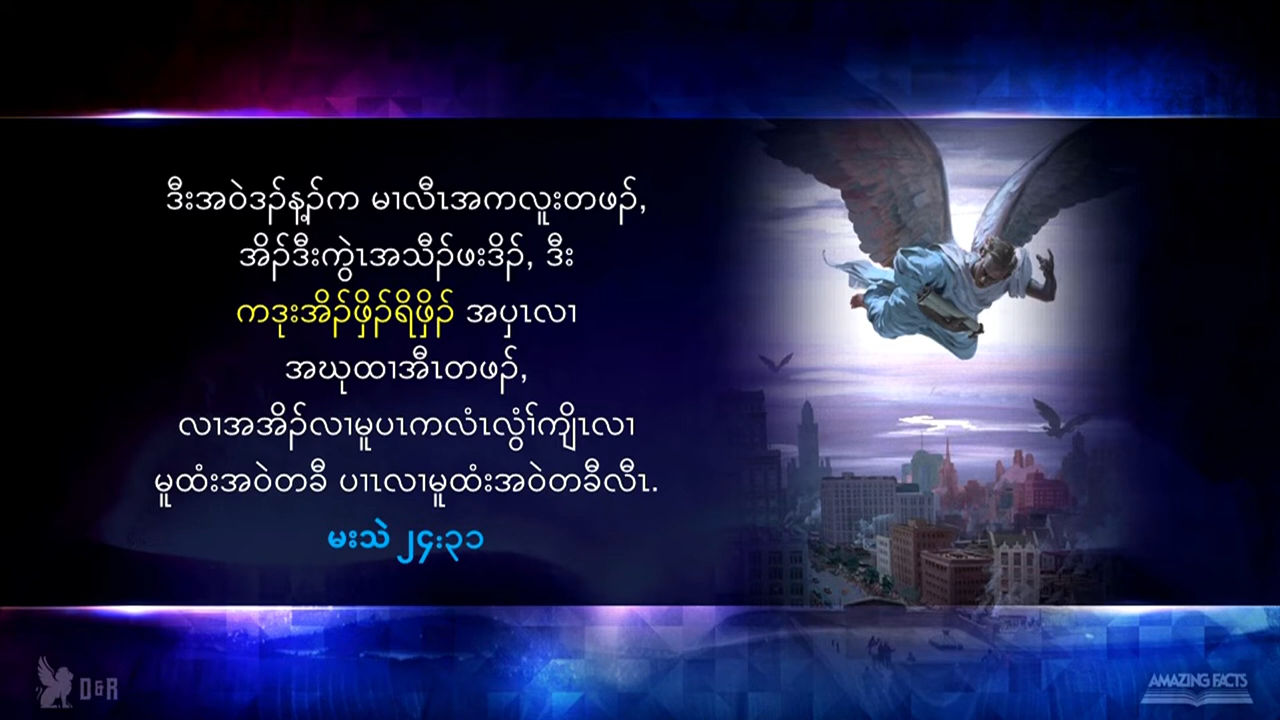 ဒီးအဝဲဒၣ်န့ၣ်က မၢလီၤအကလူးတဖၣ်,
အိၣ်ဒီးကွဲၤအသီၣ်ဖးဒိၣ်, ဒီး
ကဒုးအိၣ်ဖှိၣ်ရိဖှိၣ် အပှၤလၢ
အဃုထၢအီၤတဖၣ်,
လၢအအိၣ်လၢမူပၤကလံၤလွံၢ်ကျိၤလၢ
မူထံးအဝဲတခီ ပၢၤလၢမူထံးအဝဲတခီလီၤ.
မးသဲ ၂၄း၃၁
D&R
AMAZING FACTS